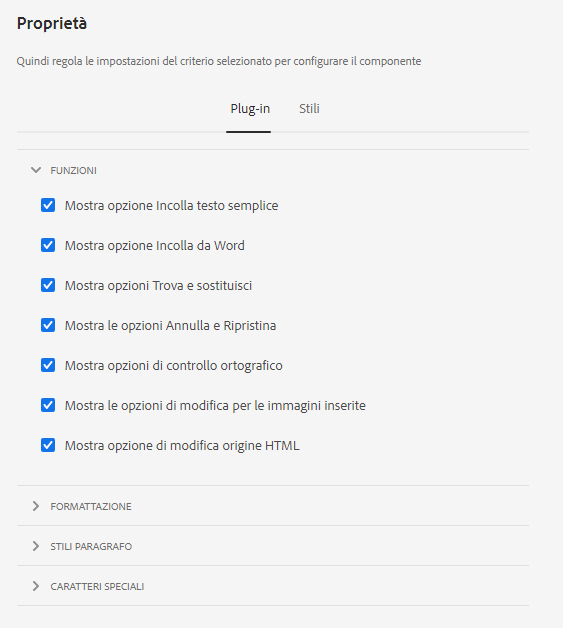 Proprietà
Quindi regola le impostazioni del criterio selezionato per configurare il componente
Plug-in Stili
FUNZIONI
Mostra opzione Incolla testo semplice
Mostra opzione Incolla da Word
Mostra opzioni Trova e sostituisci
Mostra le opzioni Annulla e Ripristina
Mostra opzioni di controllo ortografico
Mostra le opzioni di modifica per le immagini inserite
Mostra opzione di modifica origine HTML
FORMATTAZIONE
STILI PARAGRAFO
CARATTERI SPECIALI